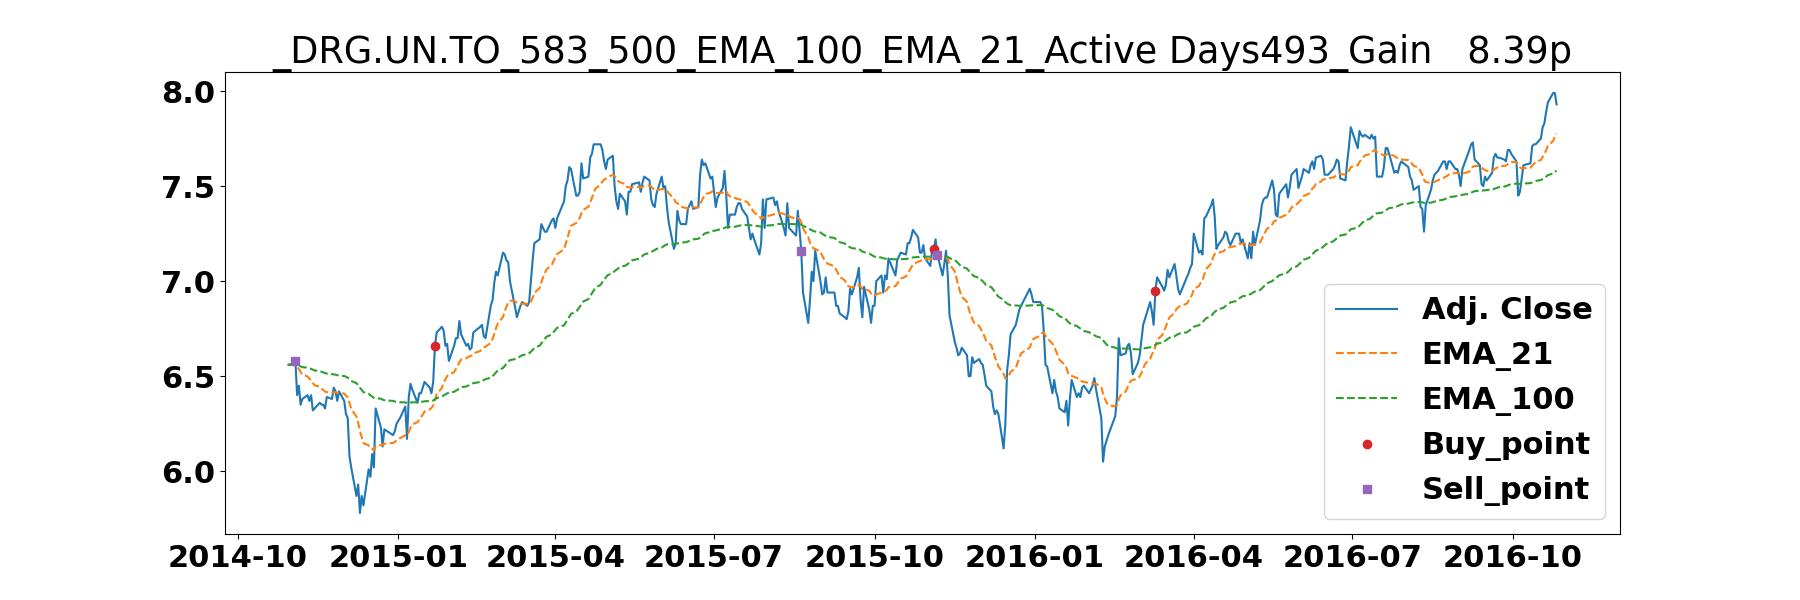 _DRG.UN.TO_583_500_EMA_100_EMA_21_Active Days493_Gain   8.39p
8.0
7.5
7.0
6.5
6.0
Adj. Close
EMA_21
EMA_100
Buy_point
Sell_point
2014-10 2015-01 2015-04 2015-07 2015-10 2016-01 2016-04 2016-07 2016-10